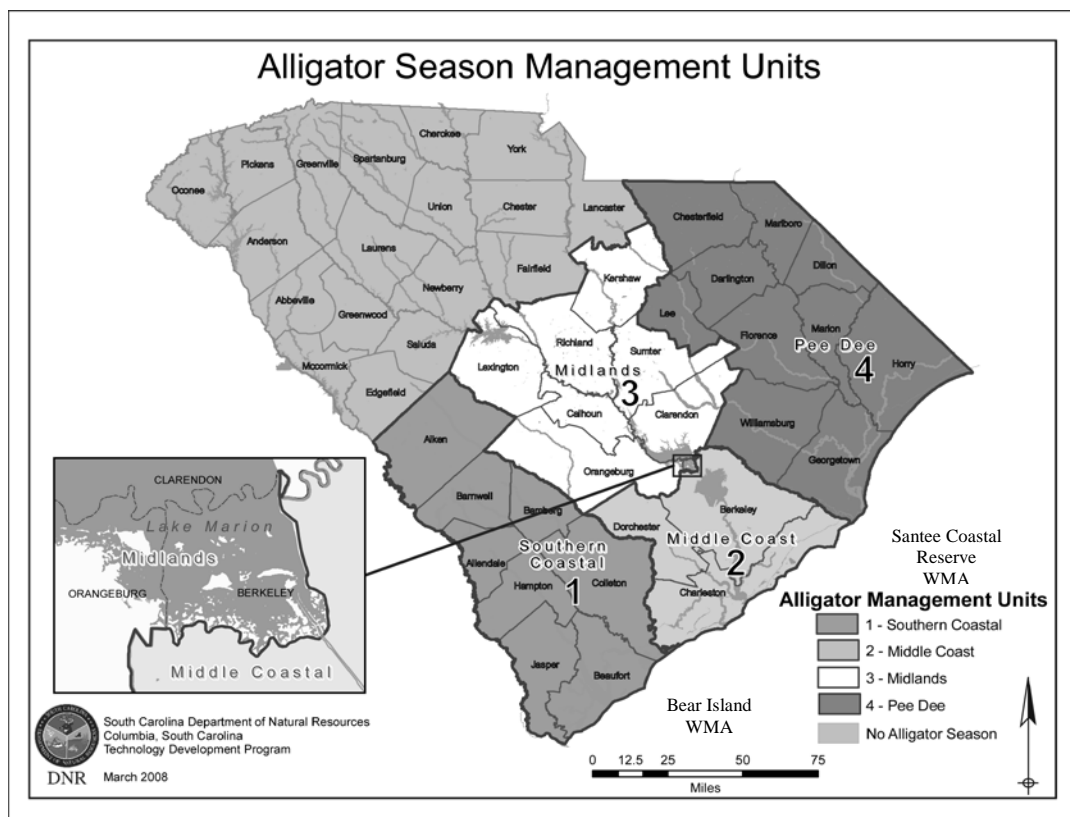 Alligator Season Management Units
Cherokee
York
Pickens
Greenville
Spartanburg
Oconee
Union
Chester
Lancaster
Chesterfield
Marlboro
Anderson
Laurens
Fairfield
Kershaw
Darlington
Dillon
Abbeville
Greenwood
Newberry
Lee
Florence
Marion
Pee Dee
4
Horry
Saluda
Richland
Sumter
Lexington
Midlands
3
Mccormick
Edgefield
Calhoun
Clarendon
Williamsburg
Aiken
Orangeburg
Georgetown
Barnwell
Bamberg
Berkeley
Dorchester
Middle Coast
2
Southern
Coastal
1
Allendale
Hampton
Colleton
Charleston
Jasper
Beaufort
CLARENDON
Lake Marion
Midlands
ORANGEBURG
BERKELEY
Middle Coastal
Santee Coastal
Reserve
WMA
Bear Island
WMA
Alligator Management Units
1 - Southern Coastal
2 - Middle Coast
3 - Midlands
4 - Pee Dee
No Alligator Season
0 12.5 25 50 75
Miles
South Carolina Department of Natural Resources
Columbia, South Carolina
Technology Development Program
DNR
March 2008